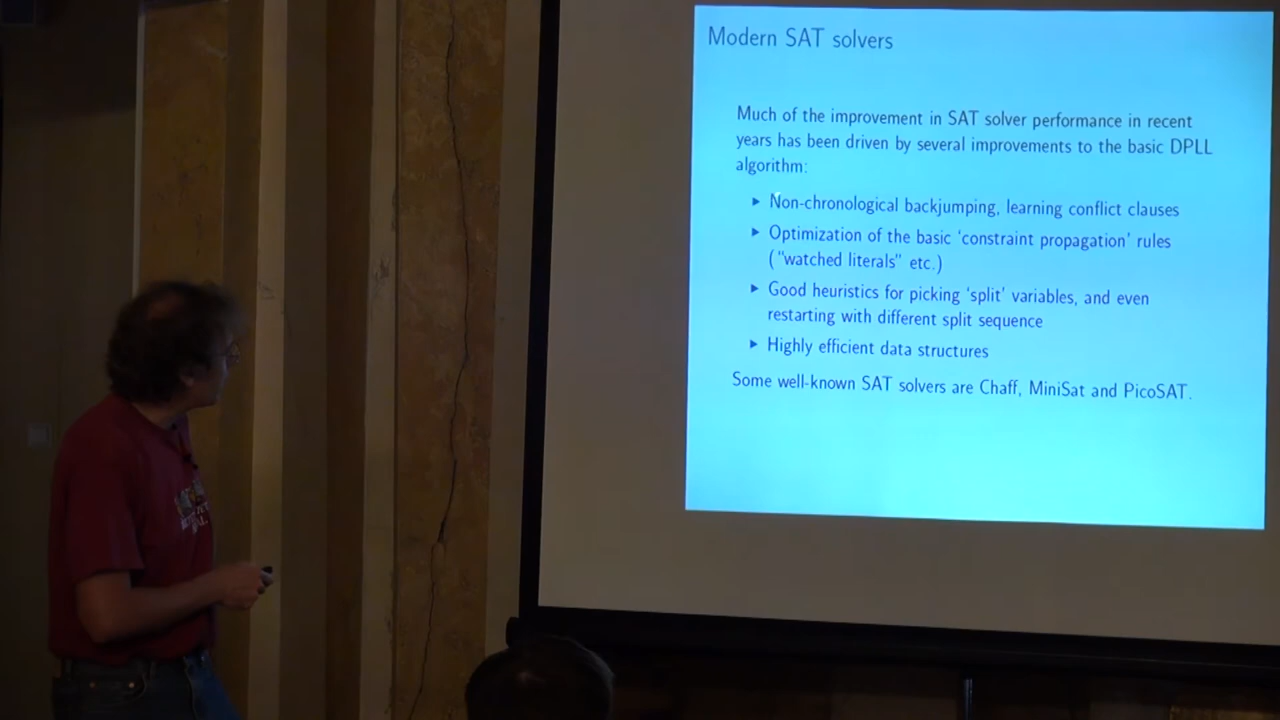 Modern SAT solvers
Much of the improvement in SAT solver performance in recent
years has been driven by several improvements to the basic DPLL
algorithm:
▶ Non-chronological backjumping, learning conflict clauses
▶ Optimization of the basic ‘constraint propagation’ rules
(“watched literals” etc.)
▶ Good heuristics for picking ‘split’ variables, and even
restarting with different split sequence
▶ Highly efficient data structures
Some well-known SAT solvers are Chaff, MiniSat and PicoSAT.